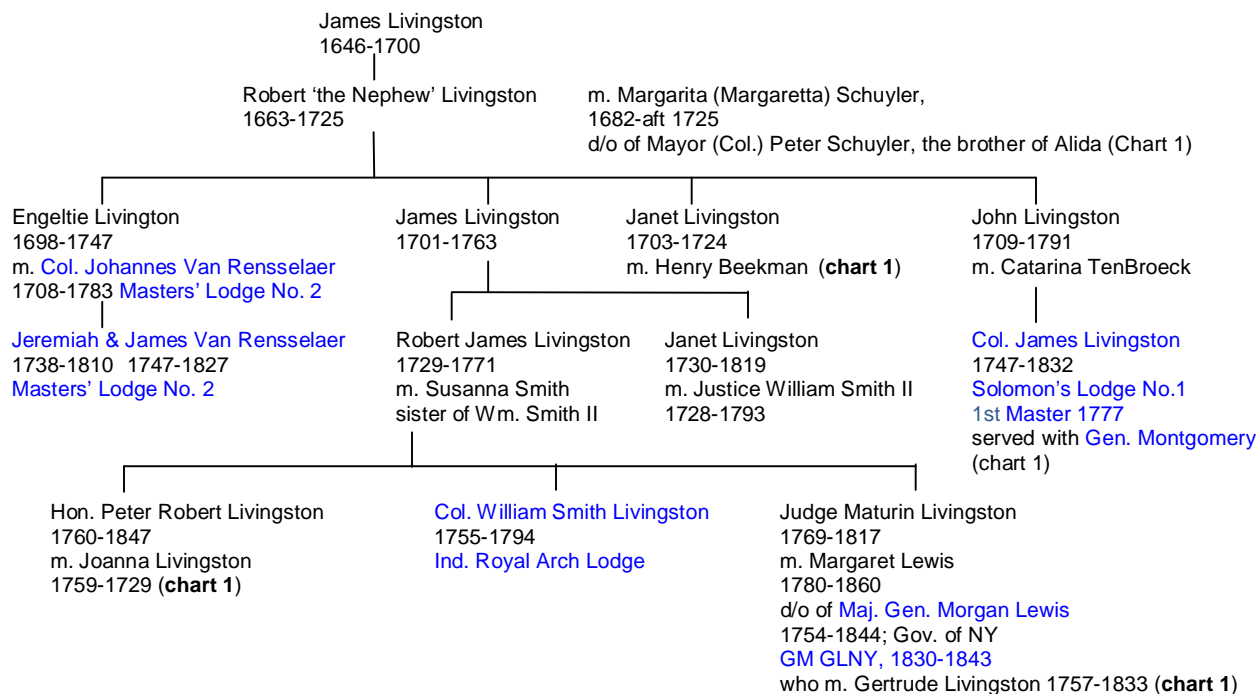 James Livingston
1646-1700
Robert ‘the Nephew’ Livingston
1663-1725
m. Margarita (Margaretta) Schuyler,
1682-aft 1725
d/o of Mayor (Col.) Peter Schuyler, the brother of Alida (Chart 1)
Engeltie Livington
1698-1747
m. Col. Johannes Van Rensselaer
1708-1783 Masters’ Lodge No. 2
James Livingston
1701-1763
Janet Livingston
1703-1724
m. Henry Beekman (chart 1)
John Livingston
1709-1791
m. Catarina TenBroeck
Jeremiah & James Van Rensselaer
1738-1810 1747-1827
Masters’ Lodge No. 2
Robert James Livingston
1729-1771
m. Susanna Smith
sister of Wm. Smith II
Janet Livingston
1730-1819
m. Justice William Smith II
1728-1793
Col. James Livingston
1747-1832
Solomon’s Lodge No.1
1st Master 1777
served with Gen. Montgomery
(chart 1)
Hon. Peter Robert Livingston
1760-1847
m. Joanna Livingston
1759-1729 (chart 1)
Col. William Smith Livingston
1755-1794
Ind. Royal Arch Lodge
Judge Maturin Livingston
1769-1817
m. Margaret Lewis
1780-1860
d/o of Maj. Gen. Morgan Lewis
1754-1844; Gov. of NY
GM GLNY, 1830-1843
who m. Gertrude Livingston 1757-1833 (chart 1)